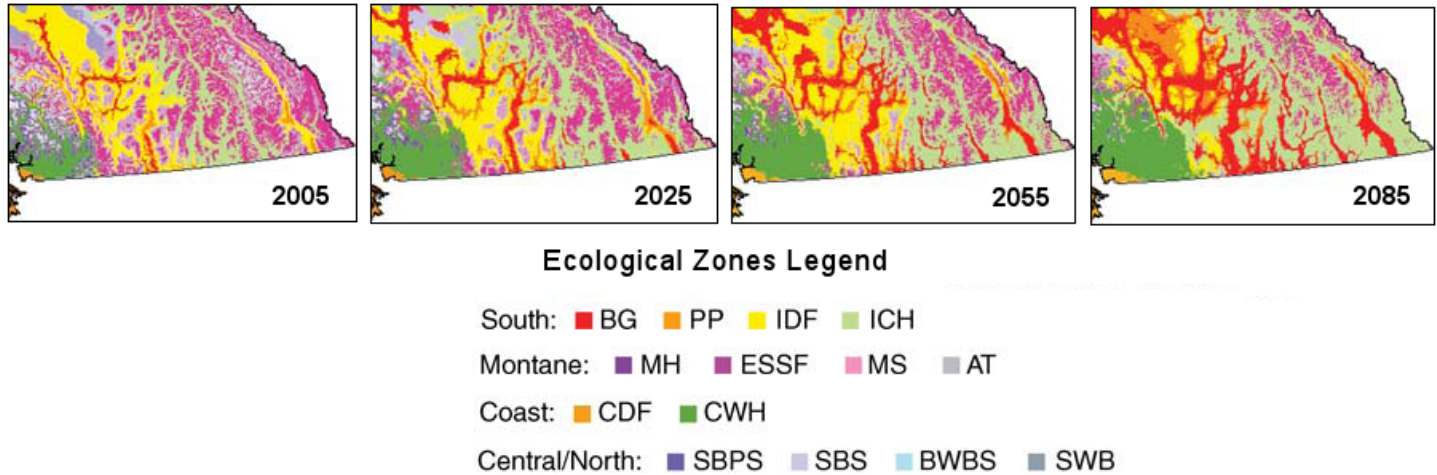 2005 2025 2055 2085
Ecological Zones Legend
South: BG PP IDF ICH
Montane: MH ESSF MS AT
Coast: CDF CWH
Central/North: SBPS SBS BWBS SWB